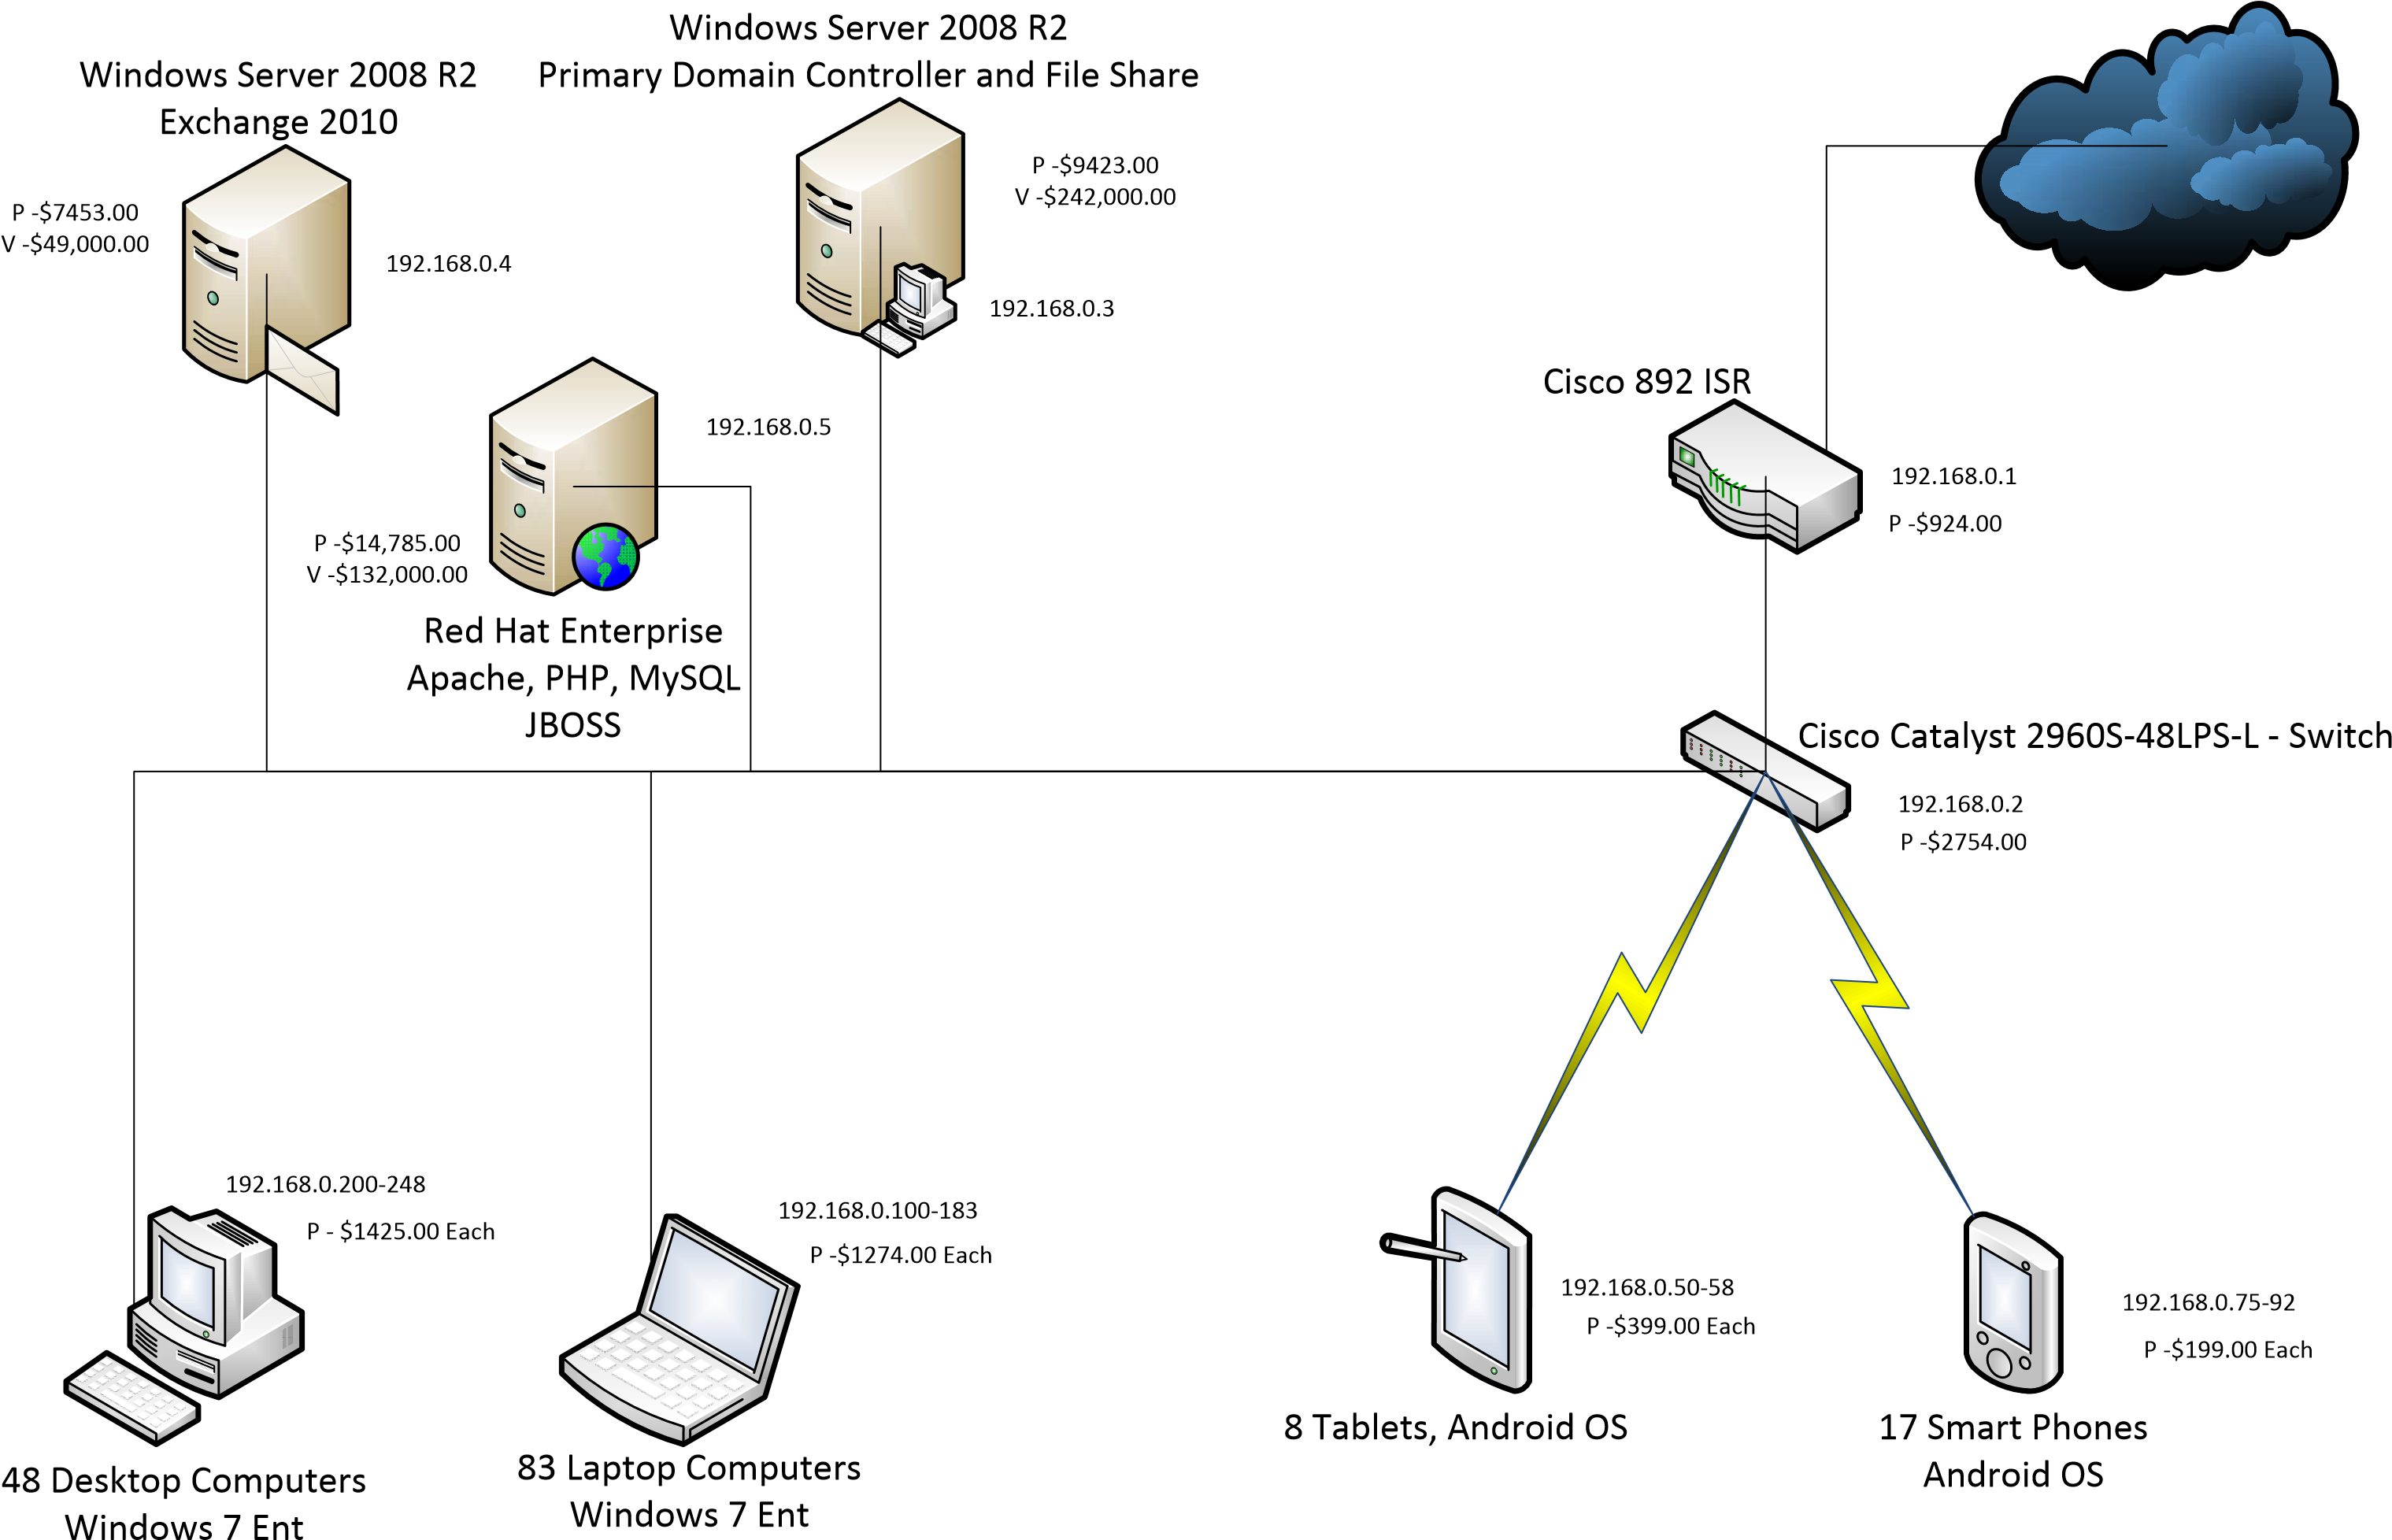 Windows Server 2008 R2
Primary Domain Controller and File Share
Windows Server 2008 R2
Exchange 2010
P -$9423.00
V -$242,000.00
P -$7453.00
V -$49,000.00
192.168.0.4
192.168.0.3
Cisco 892 ISR
192.168.0.5
192.168.0.1
P -$924.00
P -$14,785.00
V -$132,000.00
Red Hat Enterprise
Apache, PHP, MySQL
JBOSS
Cisco Catalyst 2960S-48LPS-L - Switch
192.168.0.2
P -$2754.00
192.168.0.200-248
P - $1425.00 Each
192.168.0.100-183
P -$1274.00 Each
192.168.0.50-58
P -$399.00 Each
192.168.0.75-92
P -$199.00 Each
48 Desktop Computers
Windows 7 Ent
83 Laptop Computers
Windows 7 Ent
8 Tablets, Android OS
17 Smart Phones
Android OS